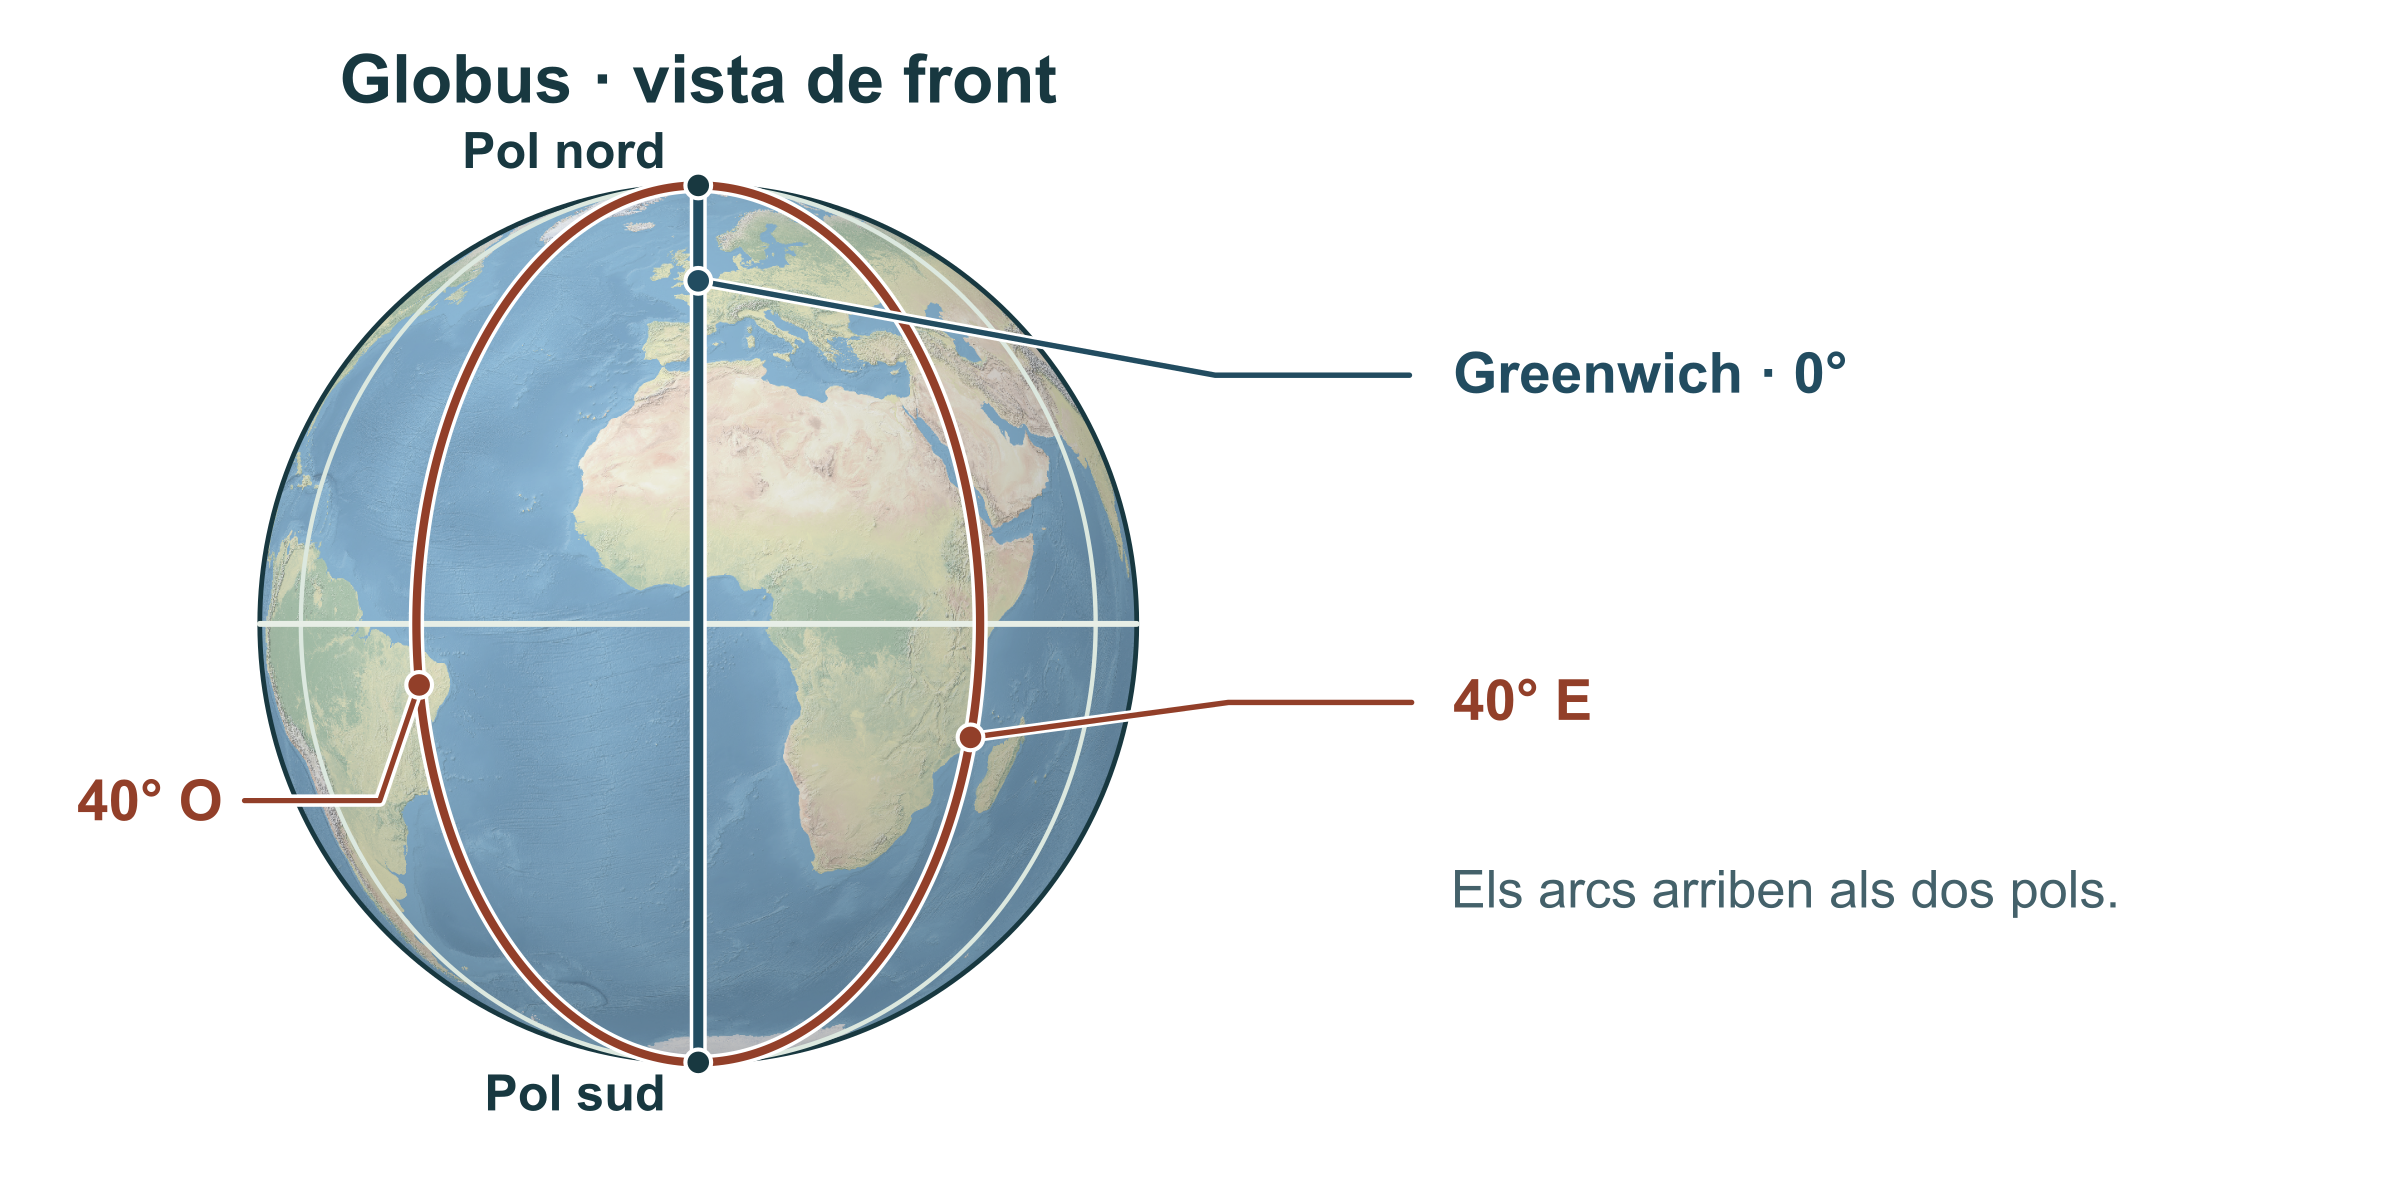 Globus · vista de front
Pol nord
Greenwich · 0°
40° E
40° O
Els arcs arriben als dos pols.
Pol sud